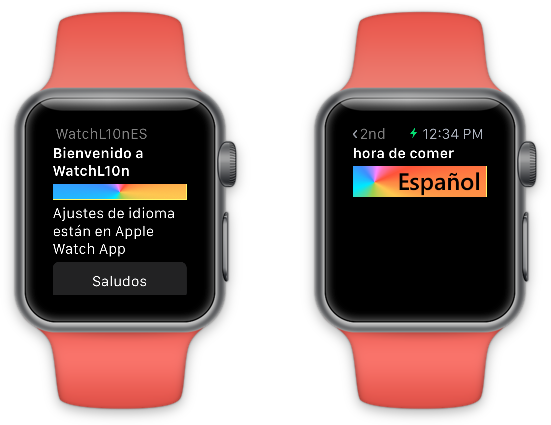 WatchL10nES
Bienvenido a
WatchL10n
Ajustes de idioma
están en Apple
Watch App
Saludos
‹2nd 12:34 PM
hora de comer
Español